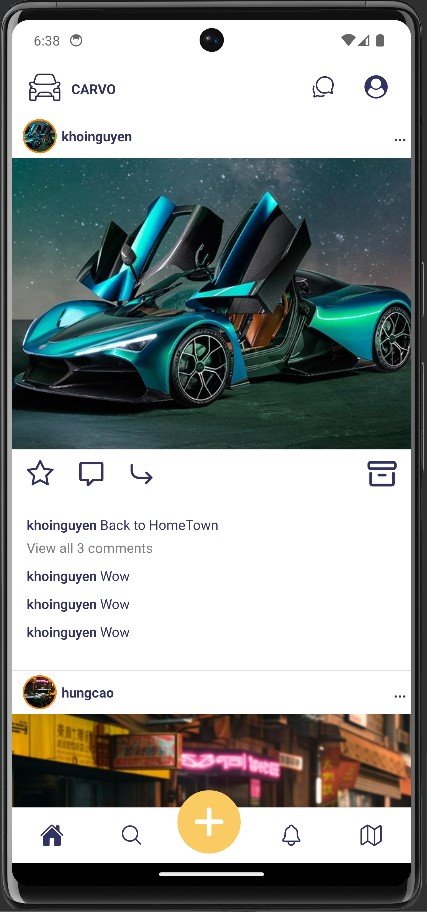 6:38
CARVO
khoinguyen
...
khoinguyen Back to HomeTown
View all 3 comments
khoinguyen Wow
khoinguyen Wow
khoinguyen Wow
hungcao
...